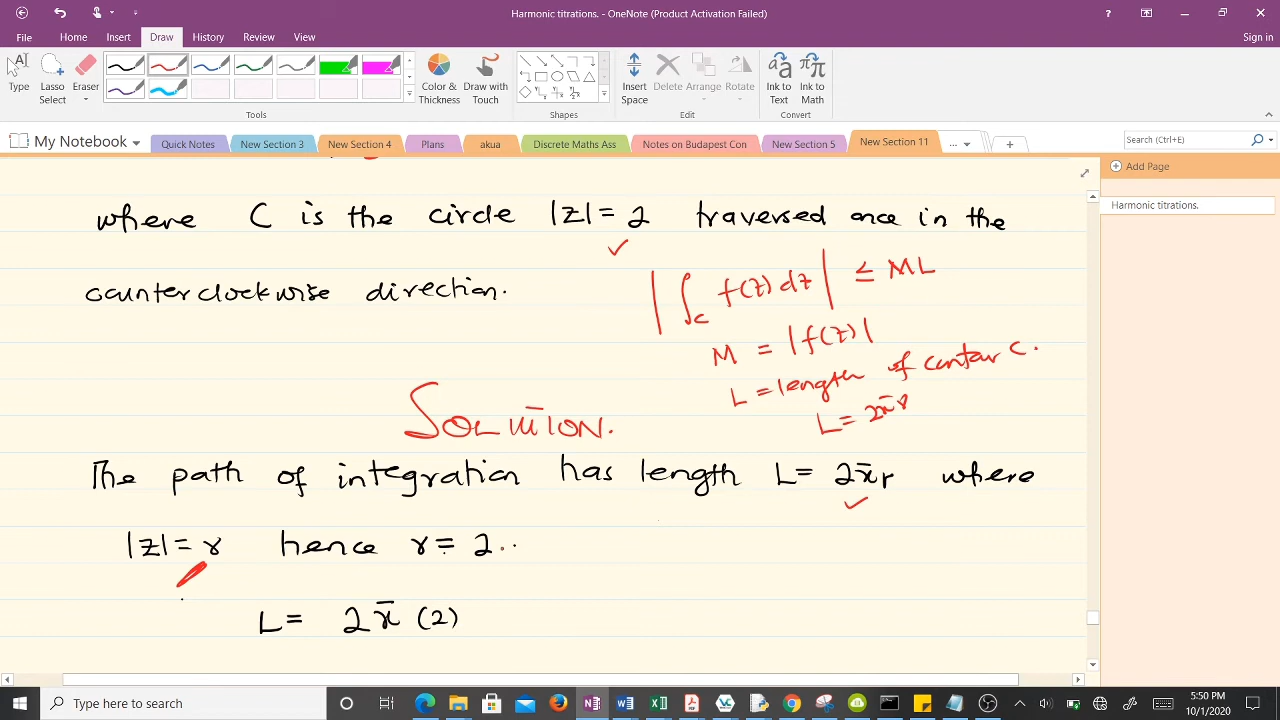 Harmonic titrations. - OneNote (Product Activation Failed)
File Home Insert Draw History Review View
Sign in
Type
Lasso Select
Eraser
Color & Thickness
Draw with Touch
Insert Space
Delete
Arrange
Rotate
Ink to Text
Ink to Math
Tools
Shapes
Edit
Convert
My Notebook
Quick Notes
New Section 3
New Section 4
Plans
akua
Discrete Maths Ass
Notes on Budapest Con
New Section 5
New Section 11
...
Search (Ctrl+E)
Add Page
Harmonic titrations.
where C is the circle |z| = 2 traversed once in the
counterclockwise direction.
|∫_C f(z) dz| ≤ ML
M = |f(z)|
L = length of contour C.
L = 2π r
SOLUTION.
The path of integration has length L = 2πr where
|z| = r hence r = 2..
L = 2π (2)
Type here to search
5:50 PM
10/1/2020